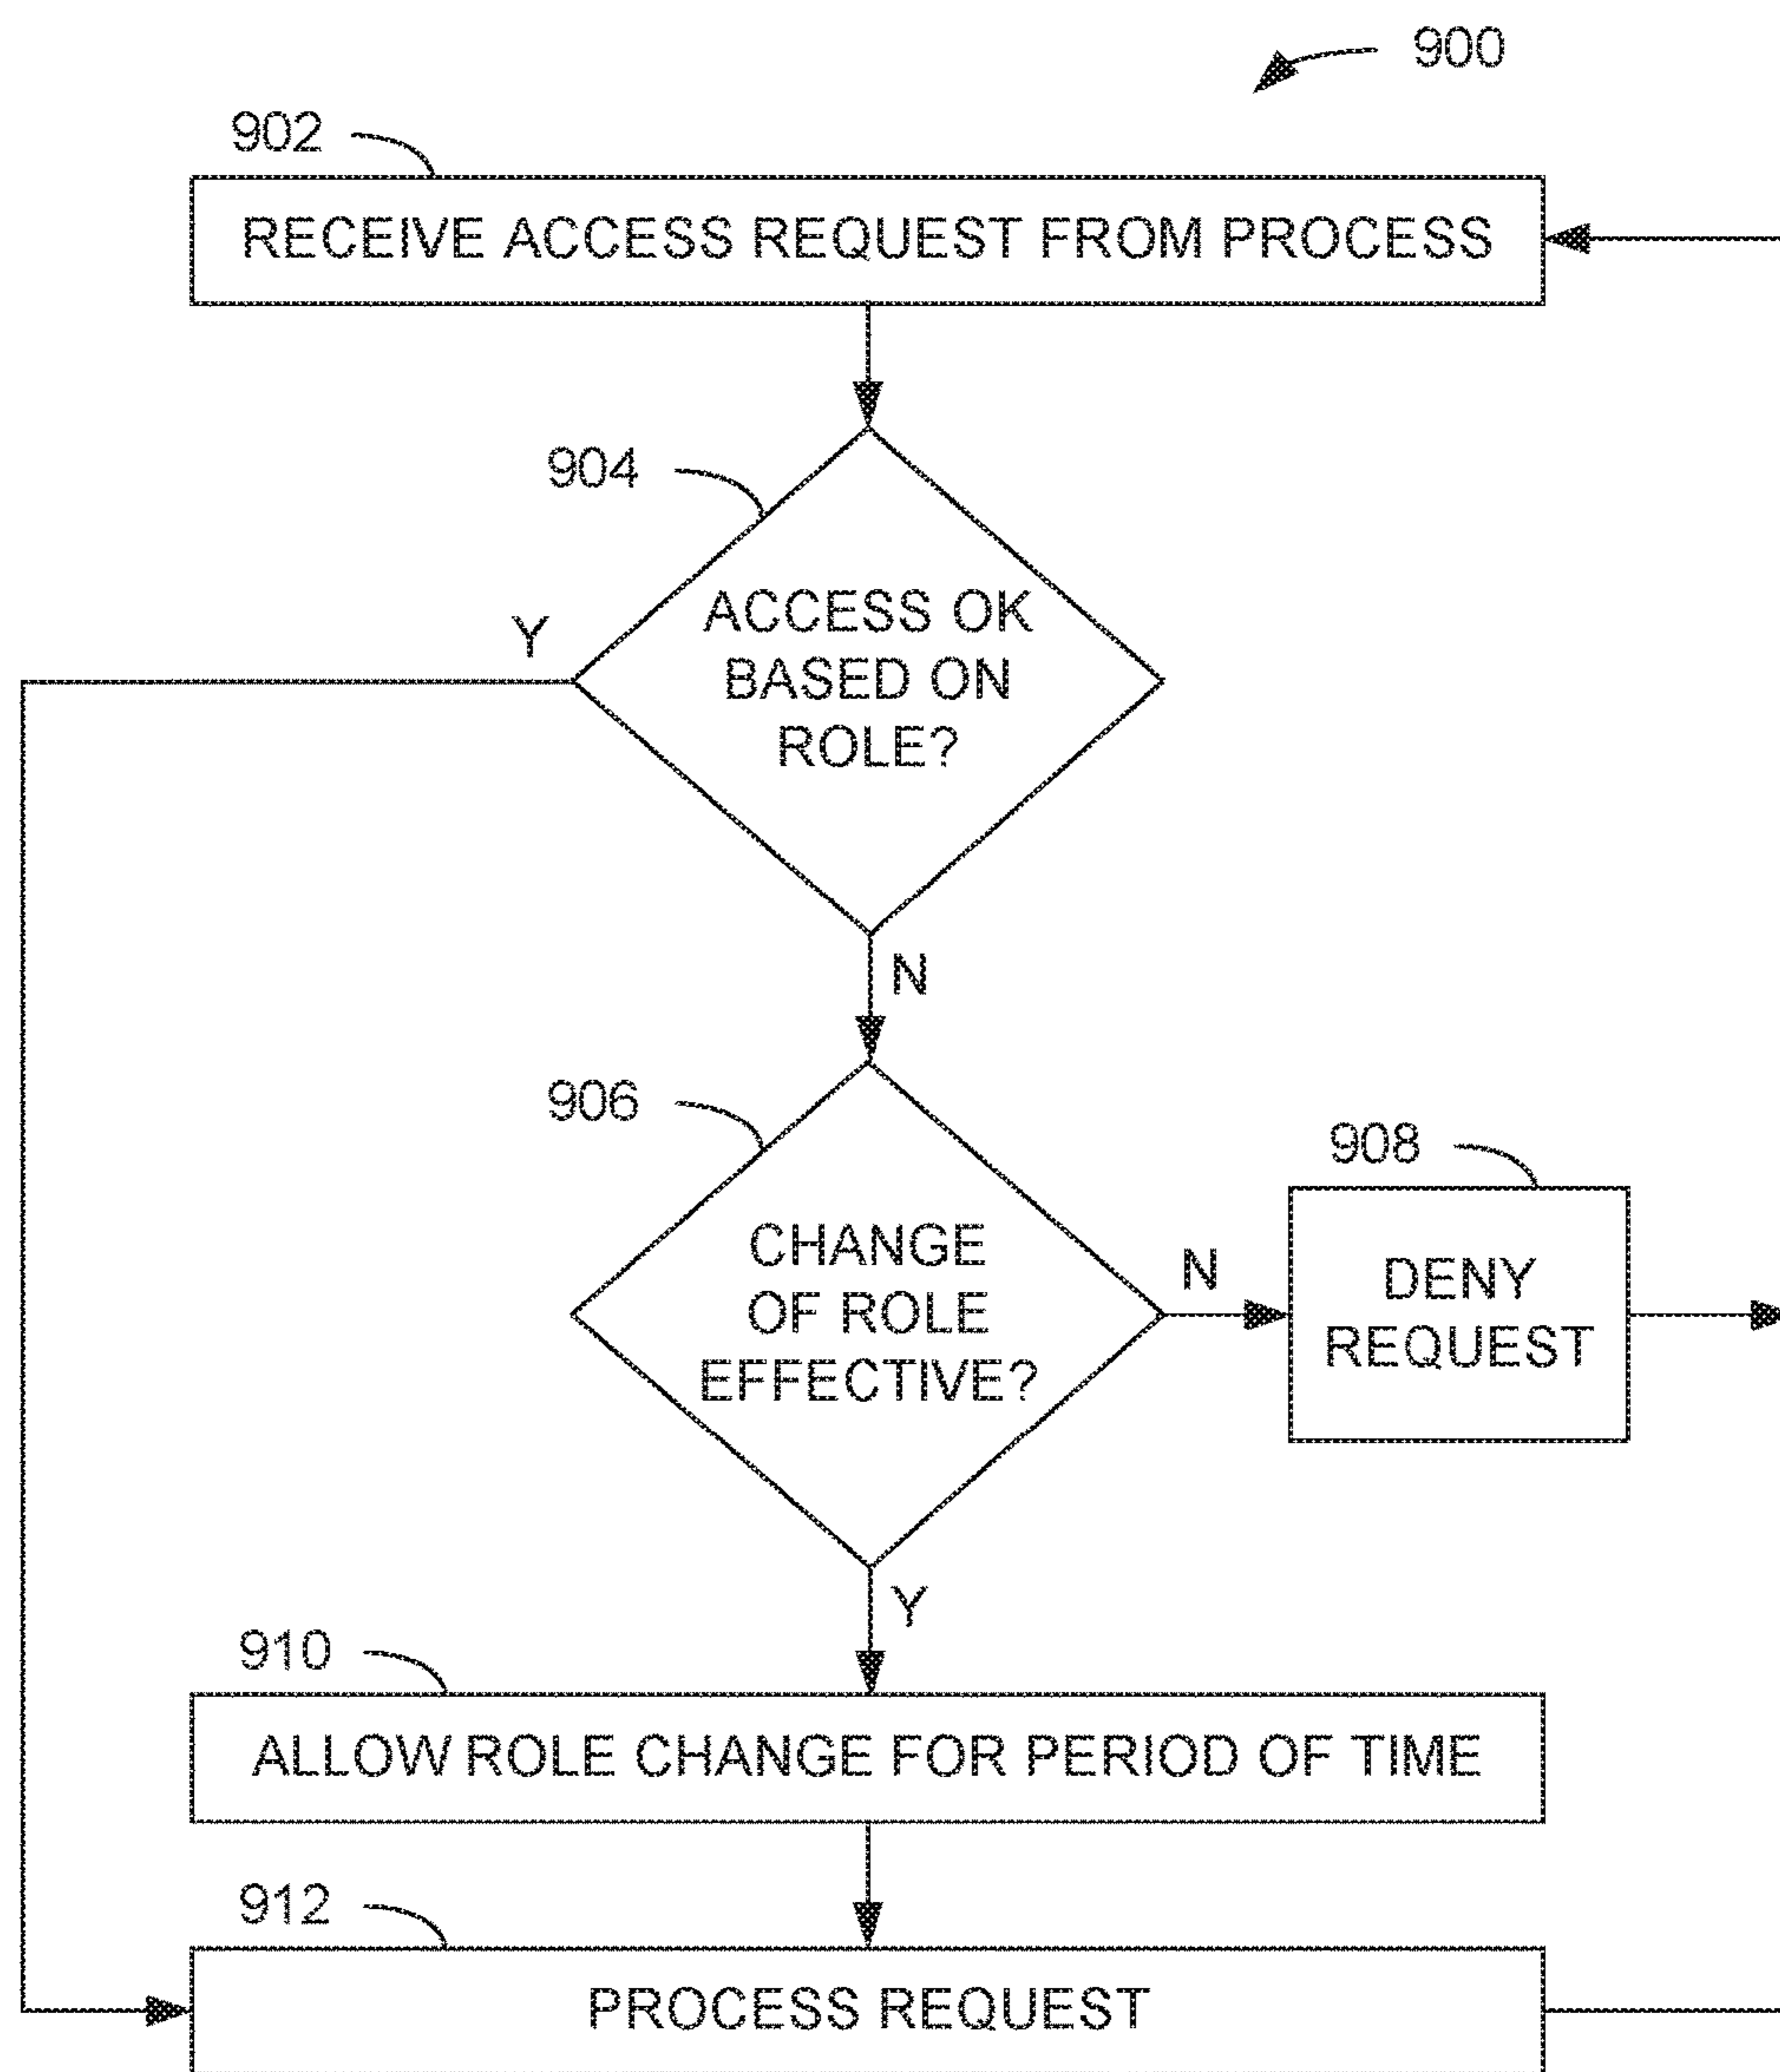 900
902
RECEIVE ACCESS REQUEST FROM PROCESS
904
ACCESS OK
BASED ON
ROLE?
Y
N
906
CHANGE
OF ROLE
EFFECTIVE?
N
908
DENY
REQUEST
Y
910
ALLOW ROLE CHANGE FOR PERIOD OF TIME
912
PROCESS REQUEST